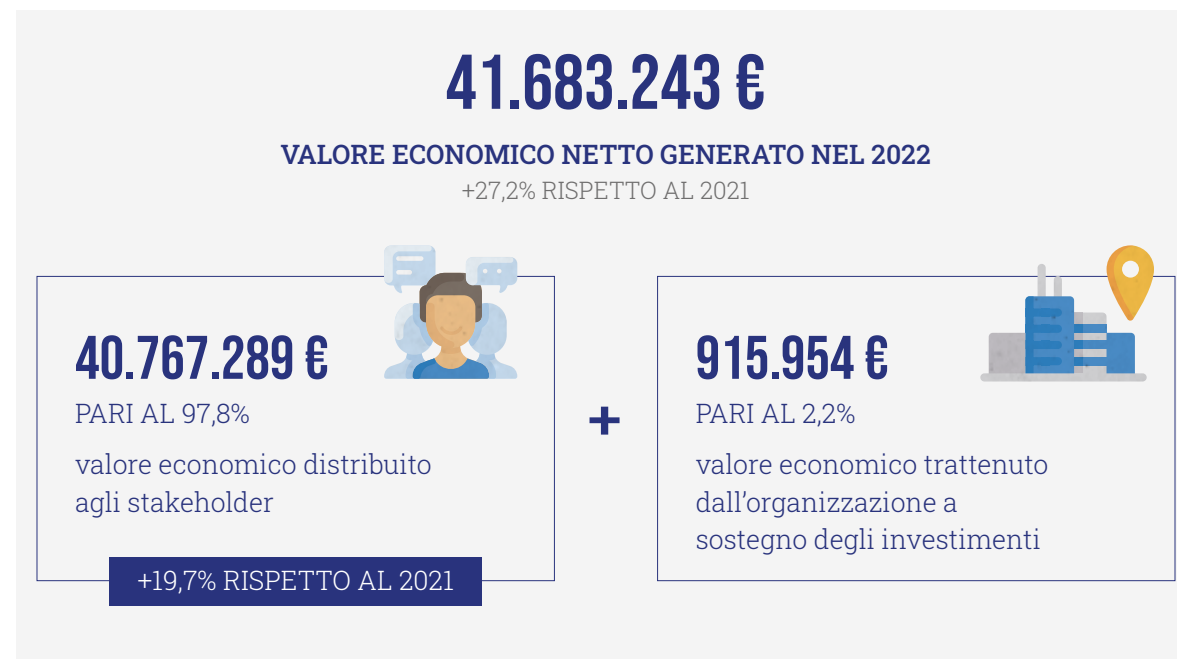 41.683.243 €
VALORE ECONOMICO NETTO GENERATO NEL 2022
+27,2% RISPETTO AL 2021
40.767.289 €
PARI AL 97,8%
valore economico distribuito
agli stakeholder
+19,7% RISPETTO AL 2021
+
915.954 €
PARI AL 2,2%
valore economico trattenuto
dall’organizzazione a
sostegno degli investimenti